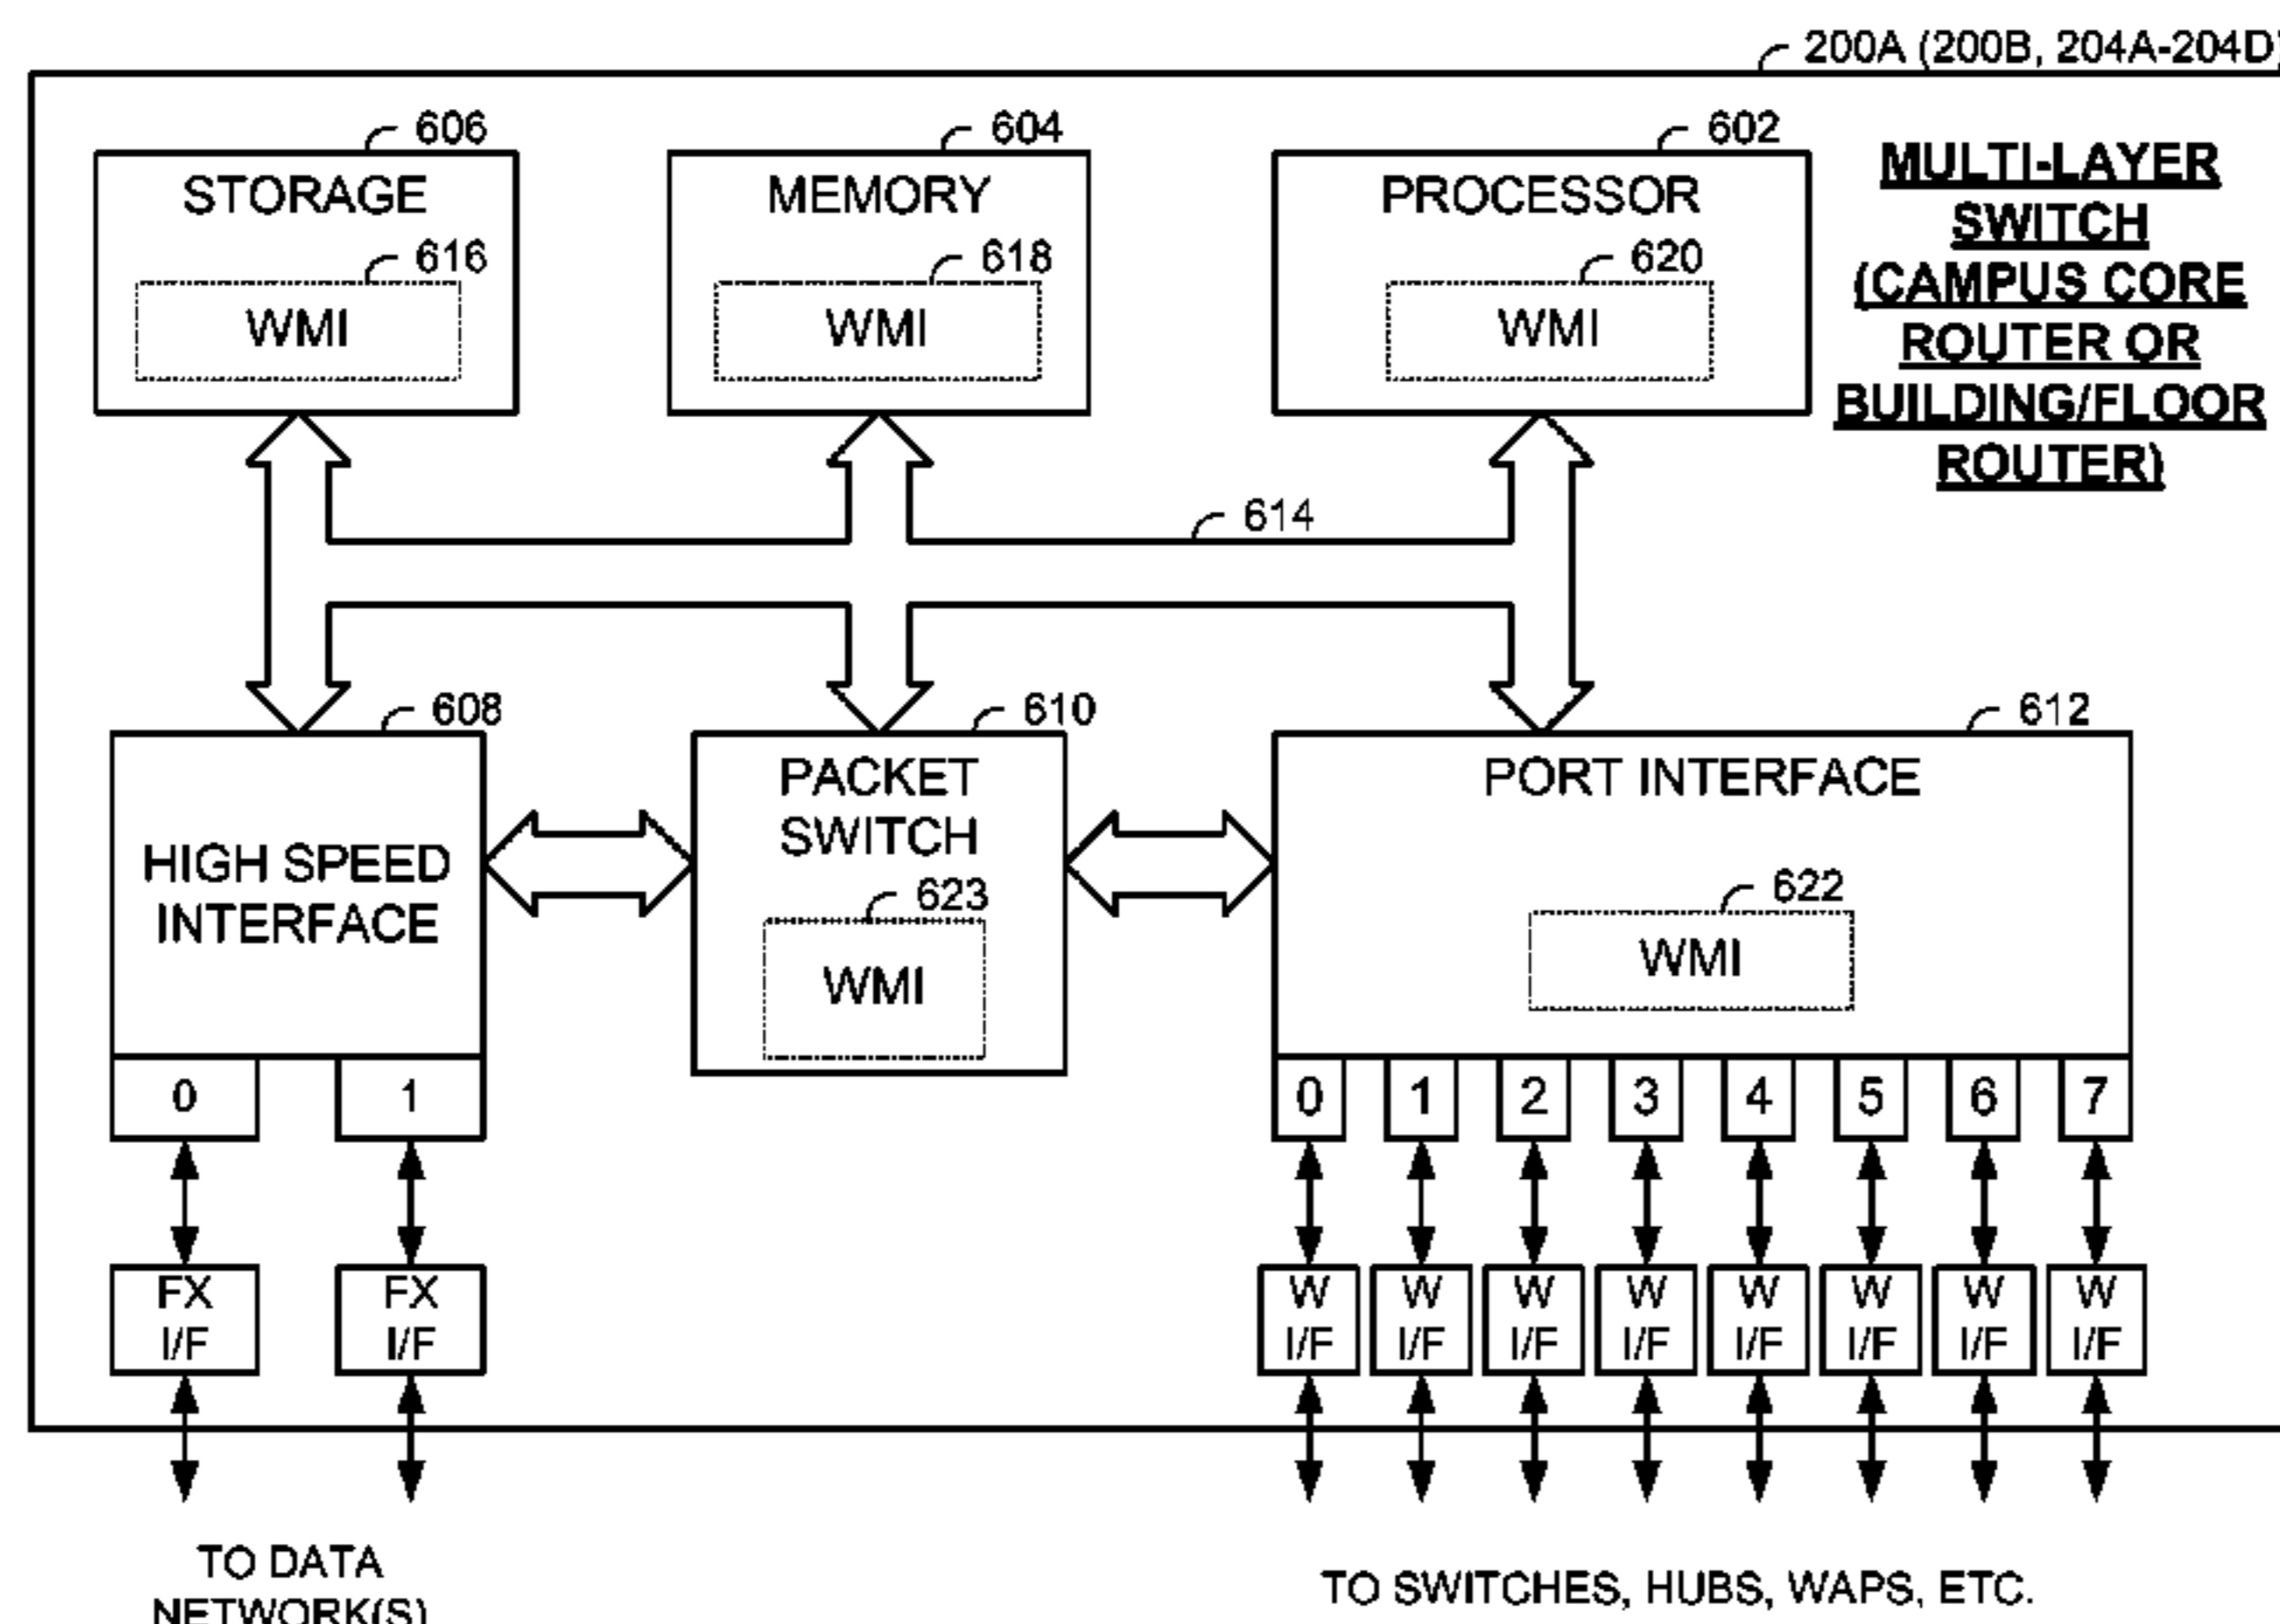 200A (200B, 204A-204D)
606
604
602
STORAGE
MEMORY
PROCESSOR
MULTI-LAYER
SWITCH
(CAMPUS CORE
ROUTER OR
BUILDING/FLOOR
ROUTER)
616
618
620
WMI
WMI
WMI
614
608
610
612
HIGH SPEED
INTERFACE
PACKET
SWITCH
PORT INTERFACE
623
622
WMI
WMI
0
1
0
1
2
3
4
5
6
7
FX
I/F
FX
I/F
W
I/F
W
I/F
W
I/F
W
I/F
W
I/F
W
I/F
W
I/F
W
I/F
TO DATA
NETWORK(S)
TO SWITCHES, HUBS, WAPS, ETC.